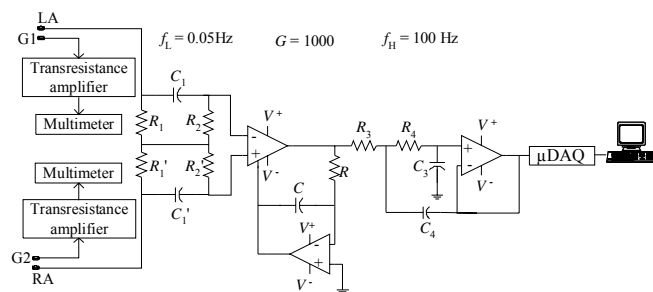 LA
G1
f_L = 0.05Hz G = 1000 f_H = 100 Hz
Transresistance
amplifier
Multimeter
C_1
R_1 R_2
V^+
- 
+
V^-
R_3 R_4
V^+
+
-
V^-
µDAQ
Multimeter
R_1' R_2'
R
C_3
Transresistance
amplifier
C_1'
C
C_4
G2
RA
V^+
-
+
V^-